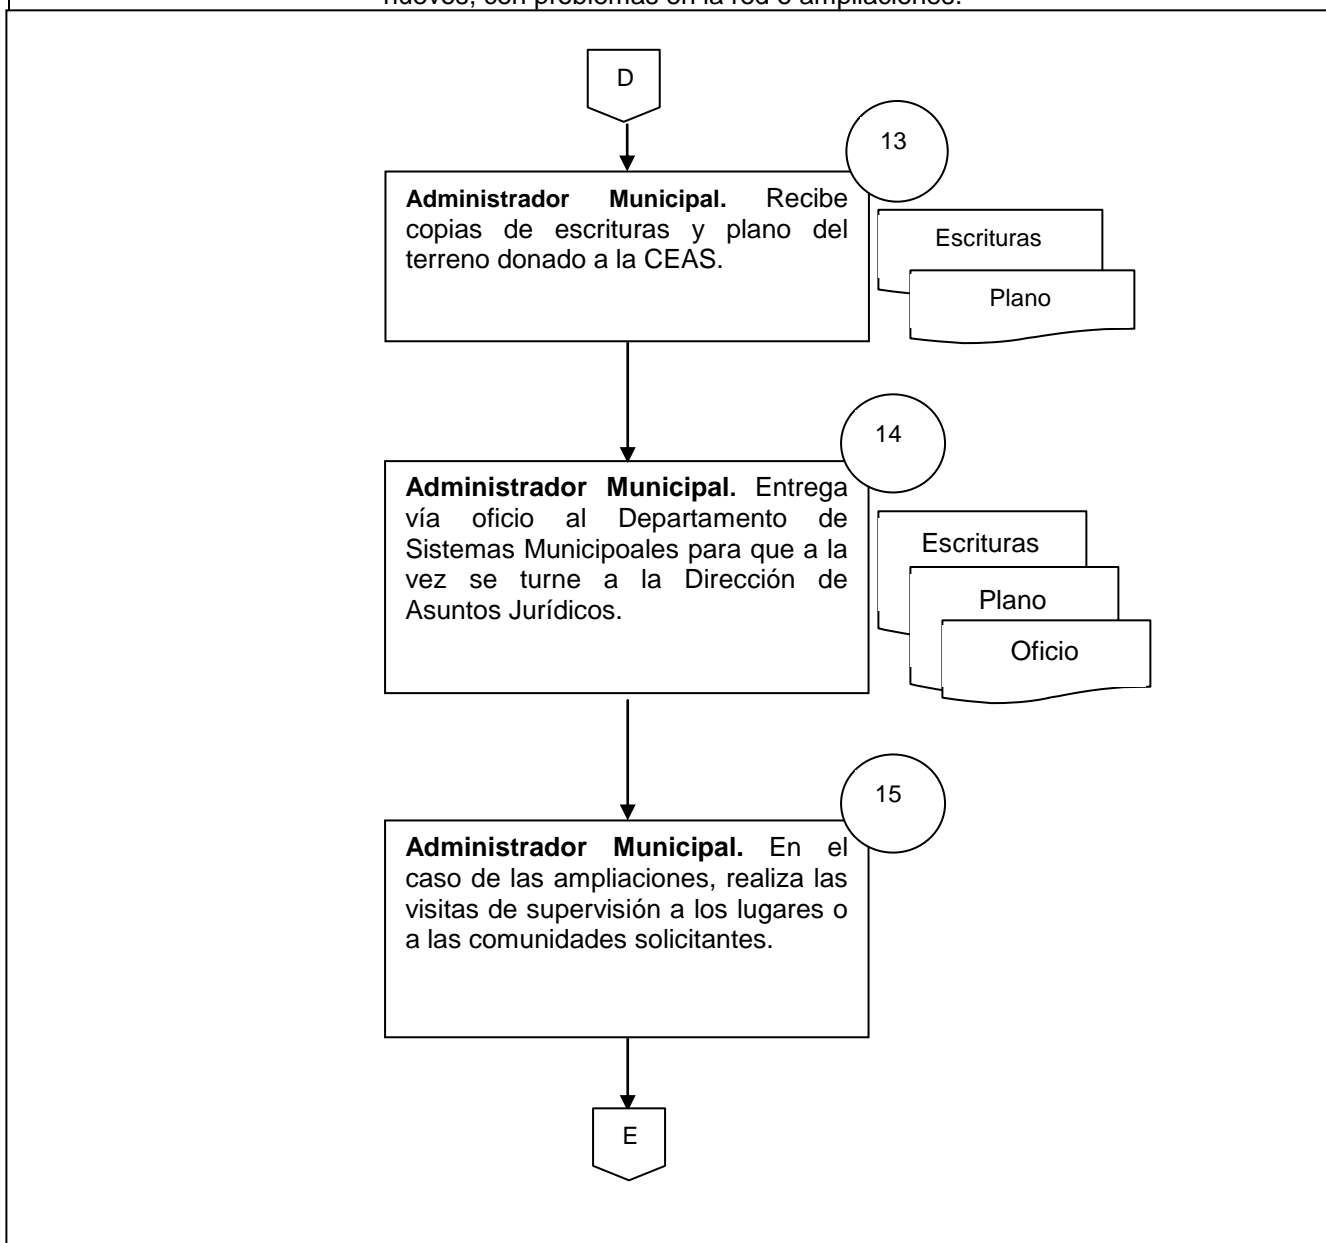 nuevos, con problemas en la red o ampliaciones.
D
13
Administrador Municipal. Recibe
copias de escrituras y plano del
terreno donado a la CEAS.
Escrituras
Plano
14
Administrador Municipal. Entrega
vía oficio al Departamento de
Sistemas Municipoales para que a la
vez se turne a la Dirección de
Asuntos Jurídicos.
Escrituras
Plano
Oficio
15
Administrador Municipal. En el
caso de las ampliaciones, realiza las
visitas de supervisión a los lugares o
a las comunidades solicitantes.
E